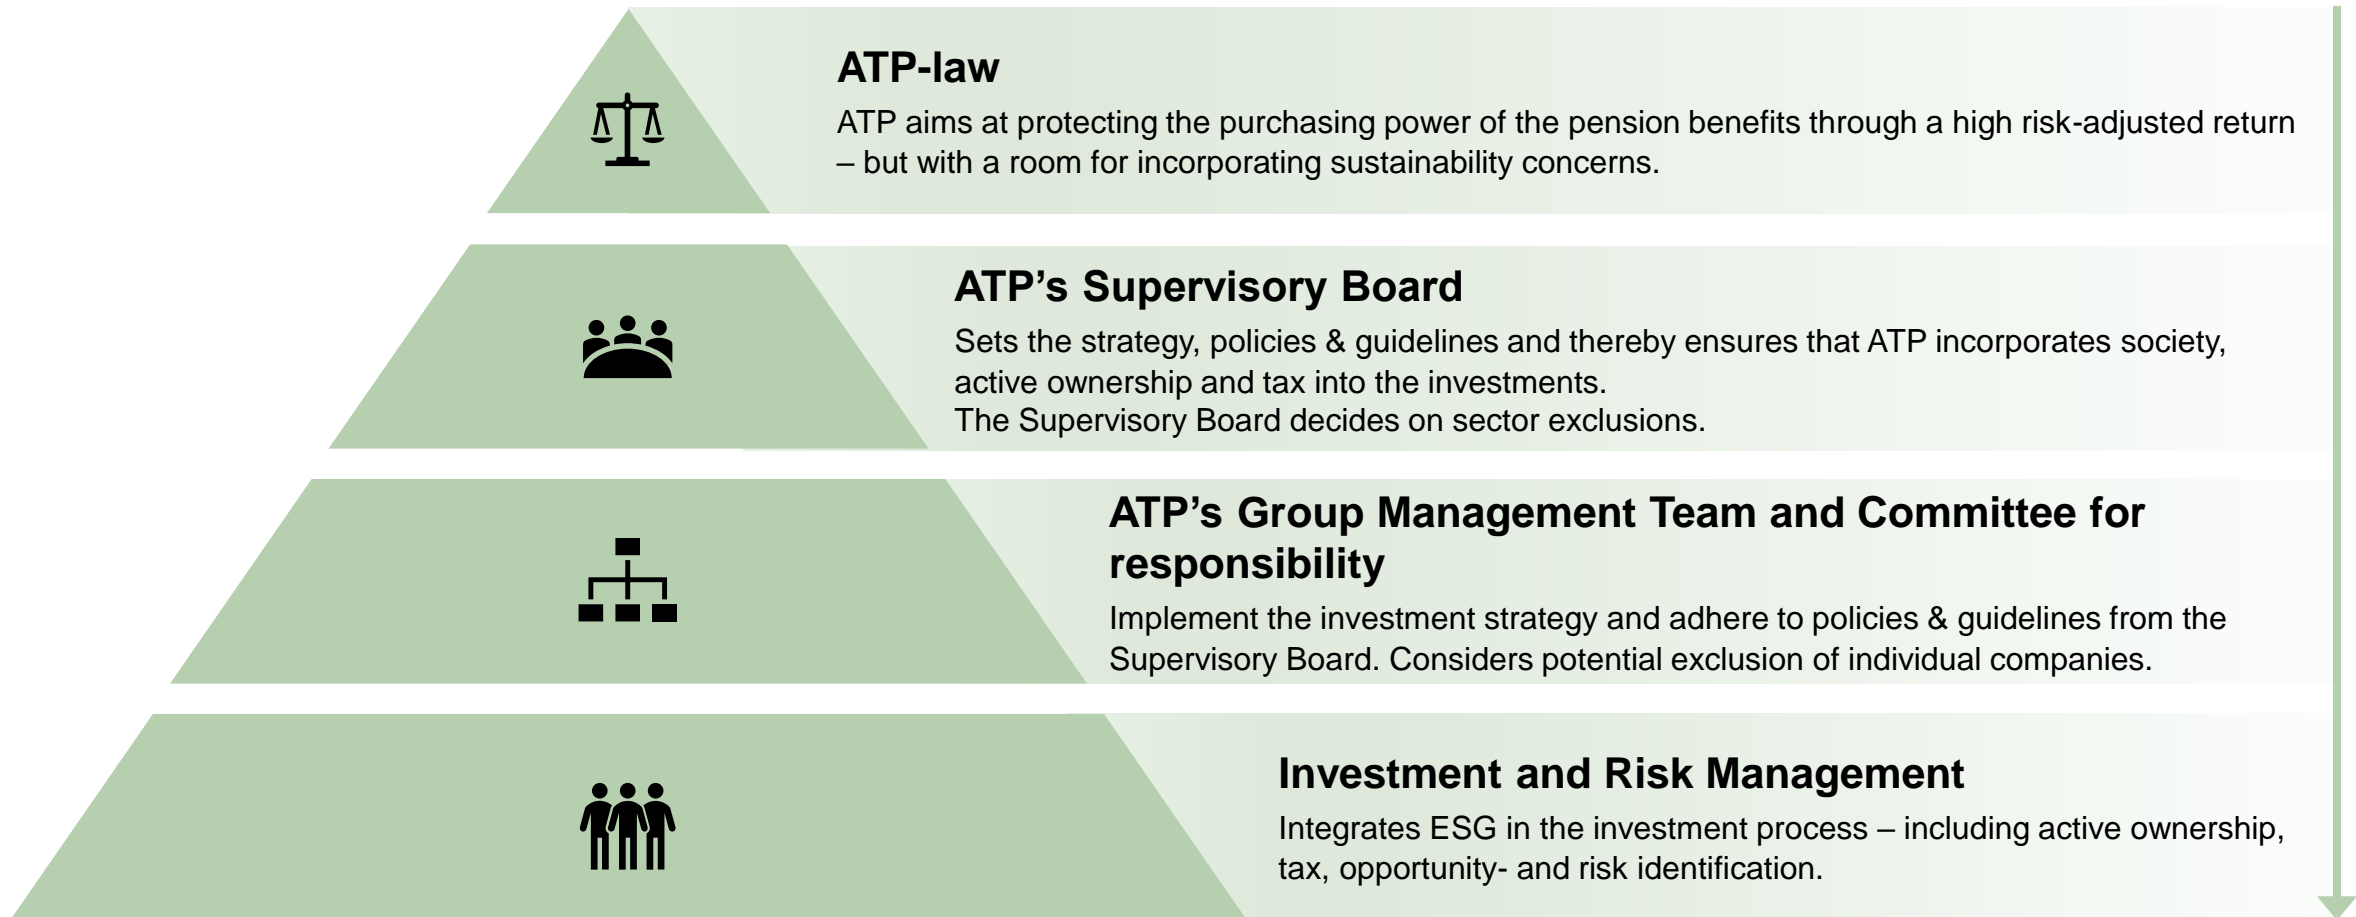 ATP-law
ATP aims at protecting the purchasing power of the pension benefits through a high risk-adjusted return
– but with a room for incorporating sustainability concerns.
ATP’s Supervisory Board
Sets the strategy, policies & guidelines and thereby ensures that ATP incorporates society,
active ownership and tax into the investments.
The Supervisory Board decides on sector exclusions.
ATP’s Group Management Team and Committee for
responsibility
Implement the investment strategy and adhere to policies & guidelines from the
Supervisory Board. Considers potential exclusion of individual companies.
Investment and Risk Management
Integrates ESG in the investment process – including active ownership,
tax, opportunity- and risk identification.